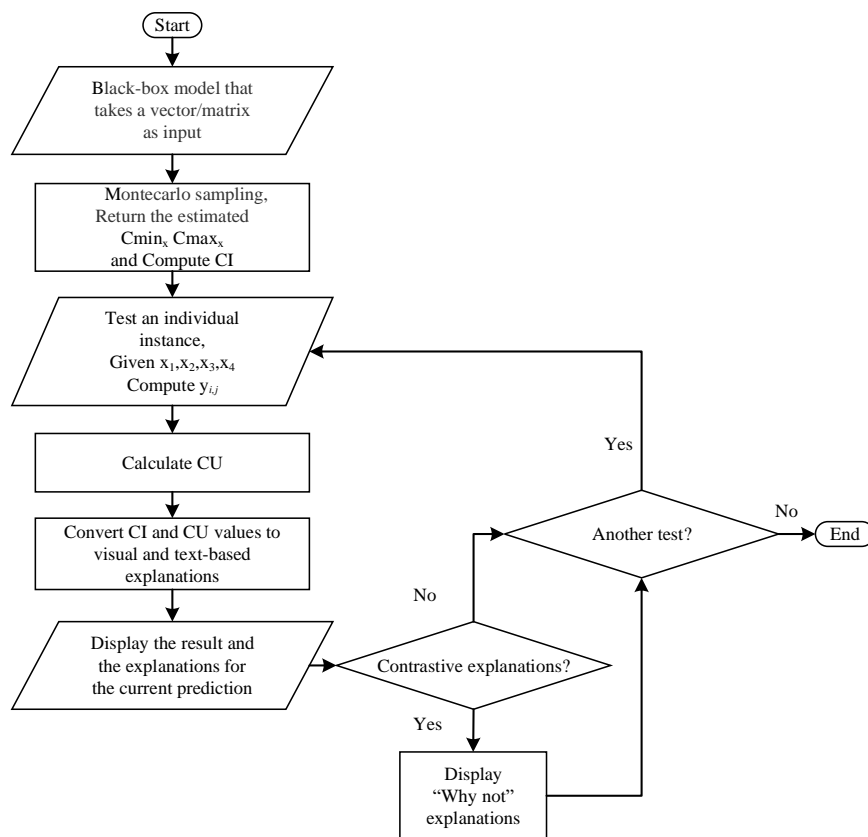 Start
Black-box model that
takes a vector/matrix
as input
Montecarlo sampling,
Return the estimated
Cminₓ Cmaxₓ
and Compute CI
Test an individual
instance,
Given x₁,x₂,x₃,x₄
Compute yᵢ,ⱼ
Yes
Calculate CU
Another test?
No
End
Convert CI and CU values to
visual and text-based
explanations
No
Display the result and
the explanations for
the current prediction
Contrastive explanations?
Yes
Display
“Why not”
explanations